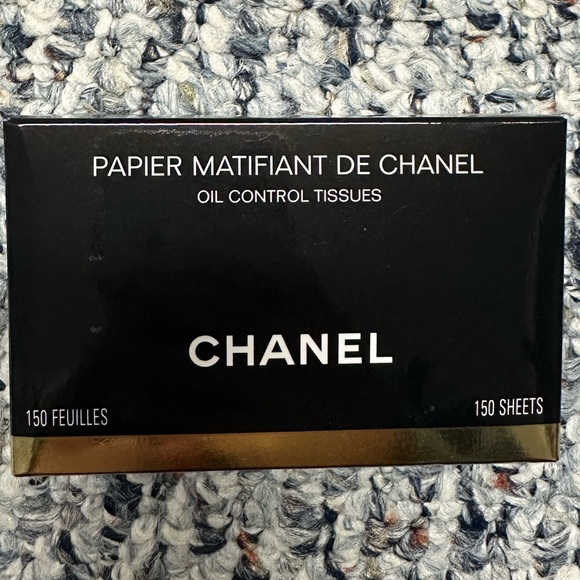 PAPIER MATIFIANT DE CHANEL
OIL CONTROL TISSUES
CHANEL
150 FEUILLES
150 SHEETS